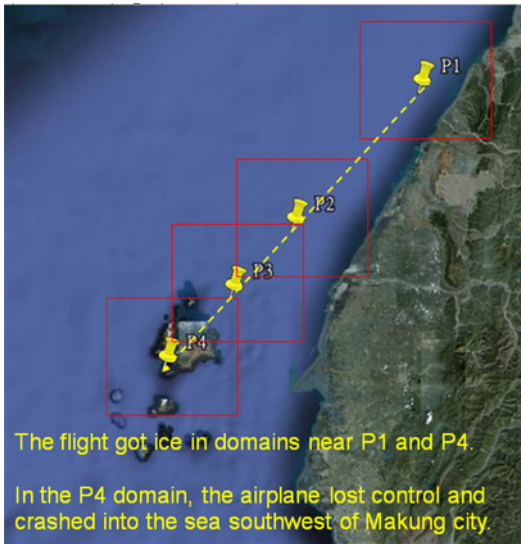 P1
P2
P3
P4
The flight got ice in domains near P1 and P4.
In the P4 domain, the airplane lost control and
crashed into the sea southwest of Makung city.